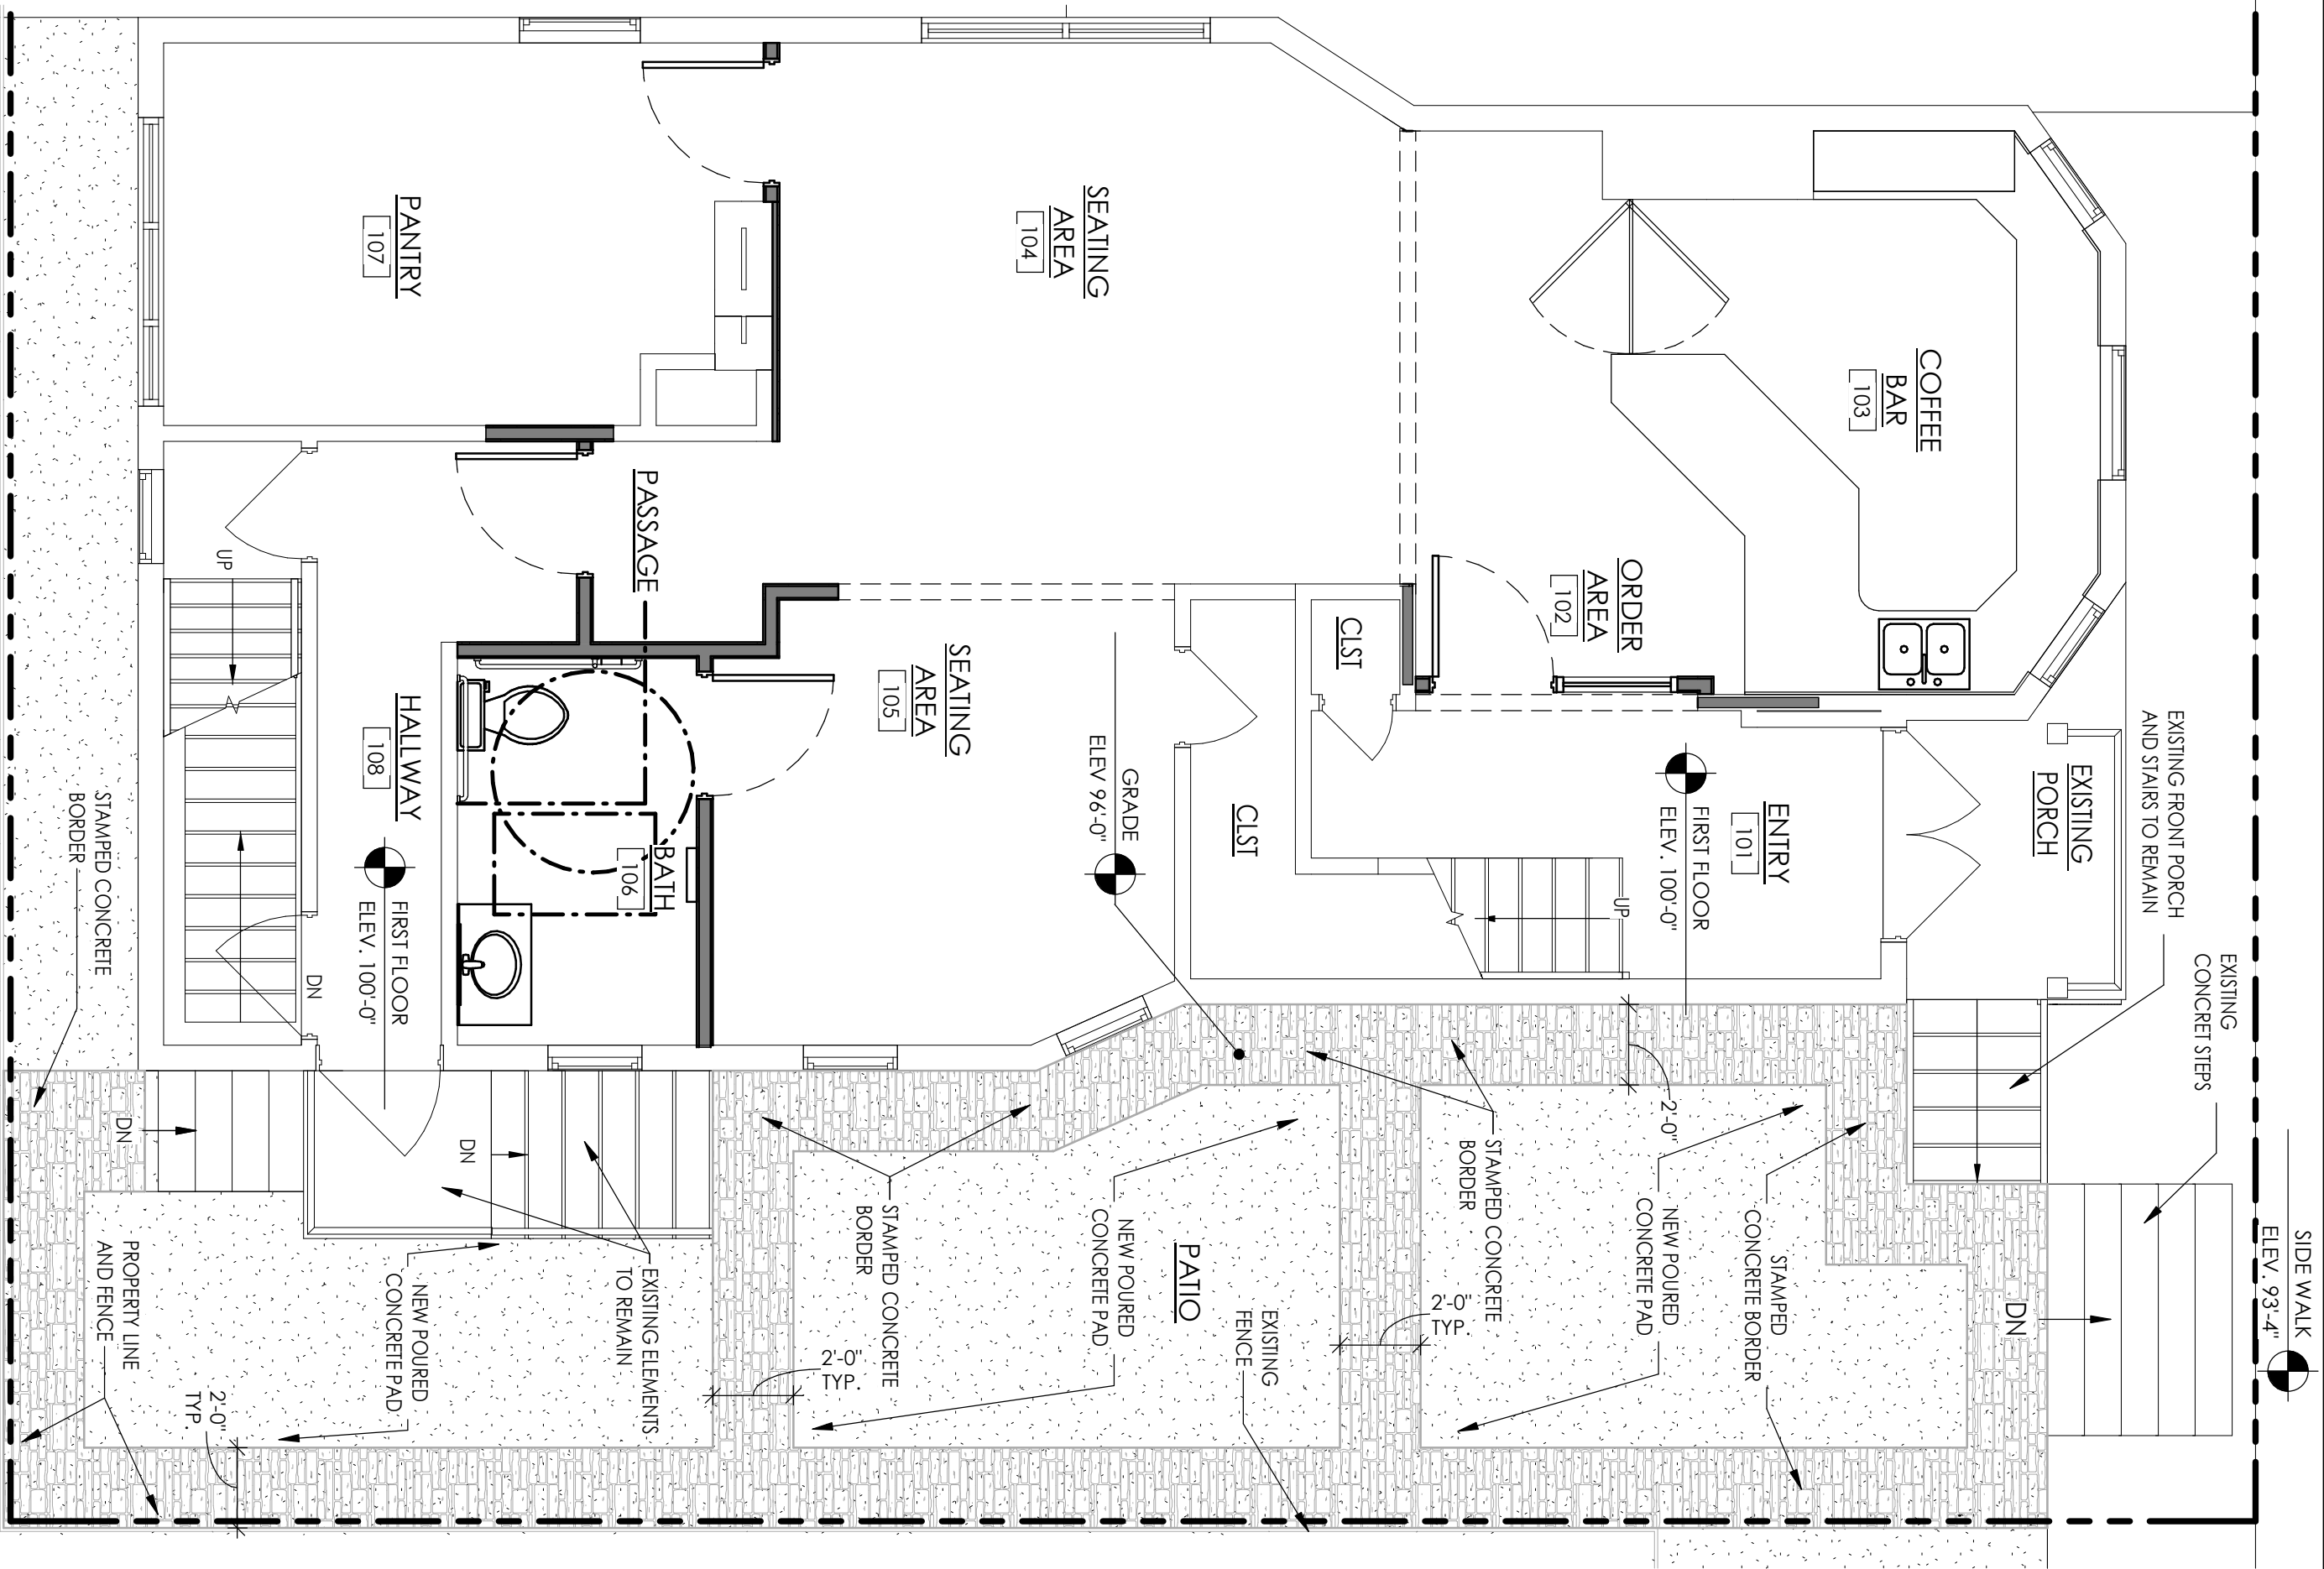 SIDE WALK
ELEV. 93'-4"
EXISTING
CONCRET STEPS
EXISTING FRONT PORCH
AND STAIRS TO REMAIN
EXISTING
PORCH
DN
COFFEE
BAR
103
ENTRY
101
FIRST FLOOR
ELEV. 100'-0"
UP
STAMPED
CONCRETE BORDER
NEW POURED
CONCRETE PAD
2'-0"
ORDER
AREA
102
STAMPED CONCRETE
BORDER
2'-0"
TYP.
CLST
CLST
EXISTING
FENCE
PATIO
SEATING
AREA
104
GRADE
ELEV 96'-0"
NEW POURED
CONCRETE PAD
SEATING
AREA
105
STAMPED CONCRETE
BORDER
2'-0"
TYP.
PASSAGE
BATH
106
EXISTING ELEMENTS
TO REMAIN
DN
PANTRY
107
HALLWAY
108
FIRST FLOOR
ELEV. 100'-0"
NEW POURED
CONCRETE PAD
DN
UP
2'-0"
TYP.
DN
PROPERTY LINE
AND FENCE
STAMPED CONCRETE
BORDER